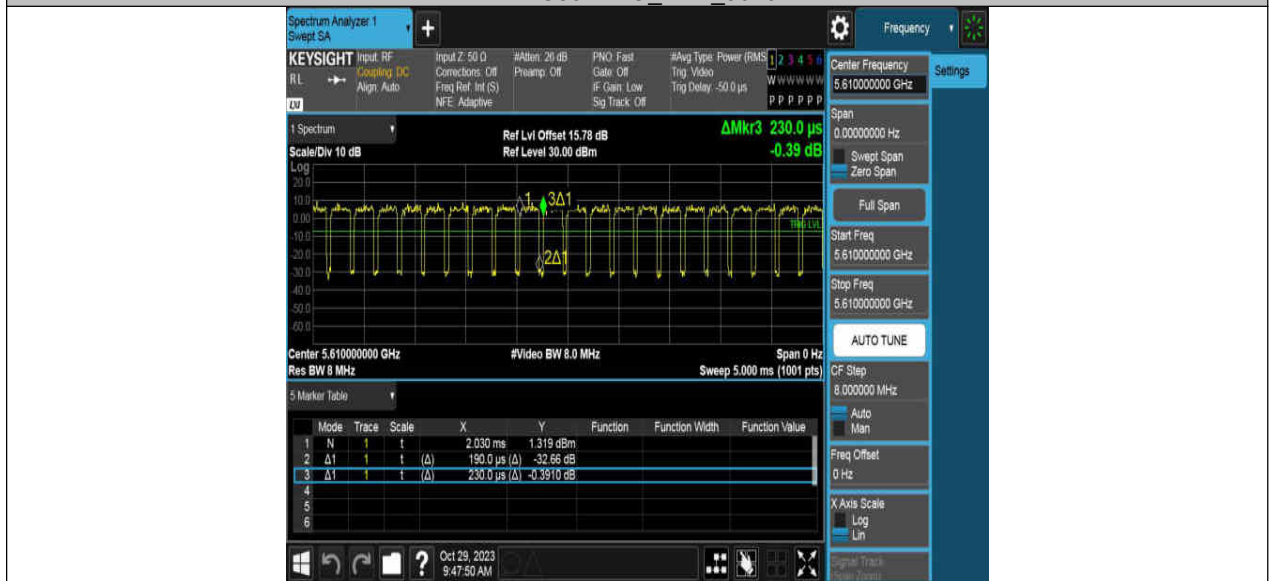 Spectrum Analyzer 1
Swept SA
+
Frequency
KEYSIGHT
RL
LXI
Input: RF
Coupling: DC
Align: Auto
Input Z: 50 Ω
Corrections: Off
Freq Ref: Int (S)
NFE: Adaptive
#Atten: 26 dB
Preamp: Off
PNO: Fast
Gate: Off
IF Gain: Low
Sig Track: Off
#Avg Type: Power (RMS
Trig: Video
Trig Delay: -50.0 µs
1 2 3 4 5 6
W W W W W W
P P P P P P
Center Frequency
5.610000000 GHz
Settings
Span
0.00000000 Hz
Swept Span
Zero Span
Full Span
Start Freq
5.610000000 GHz
Stop Freq
5.610000000 GHz
AUTO TUNE
CF Step
8.000000 MHz
Auto
Man
Freq Offset
0 Hz
X Axis Scale
Log
Lin
Signal Track
(Span Zoom)
1 Spectrum
Scale/Div 10 dB
Ref Lvl Offset 15.78 dB
Ref Level 30.00 dBm
ΔMkr3 230.0 µs
-0.39 dB
Log
20.0
10.0
0.00
-10.0
-20.0
-30.0
-40.0
-50.0
-60.0
1
3Δ1
2Δ1
TRIG LVL
Center 5.610000000 GHz
Res BW 8 MHz
#Video BW 8.0 MHz
Span 0 Hz
Sweep 5.000 ms (1001 pts)
5 Marker Table
Mode Trace Scale X Y Function Function Width Function Value
1 N 1 t 2.030 ms 1.319 dBm
2 Δ1 1 t (Δ) 190.0 µs (Δ) -32.66 dB
3 Δ1 1 t (Δ) 230.0 µs (Δ) -0.3910 dB
4
5
6
?
Oct 29, 2023
9:47:50 AM